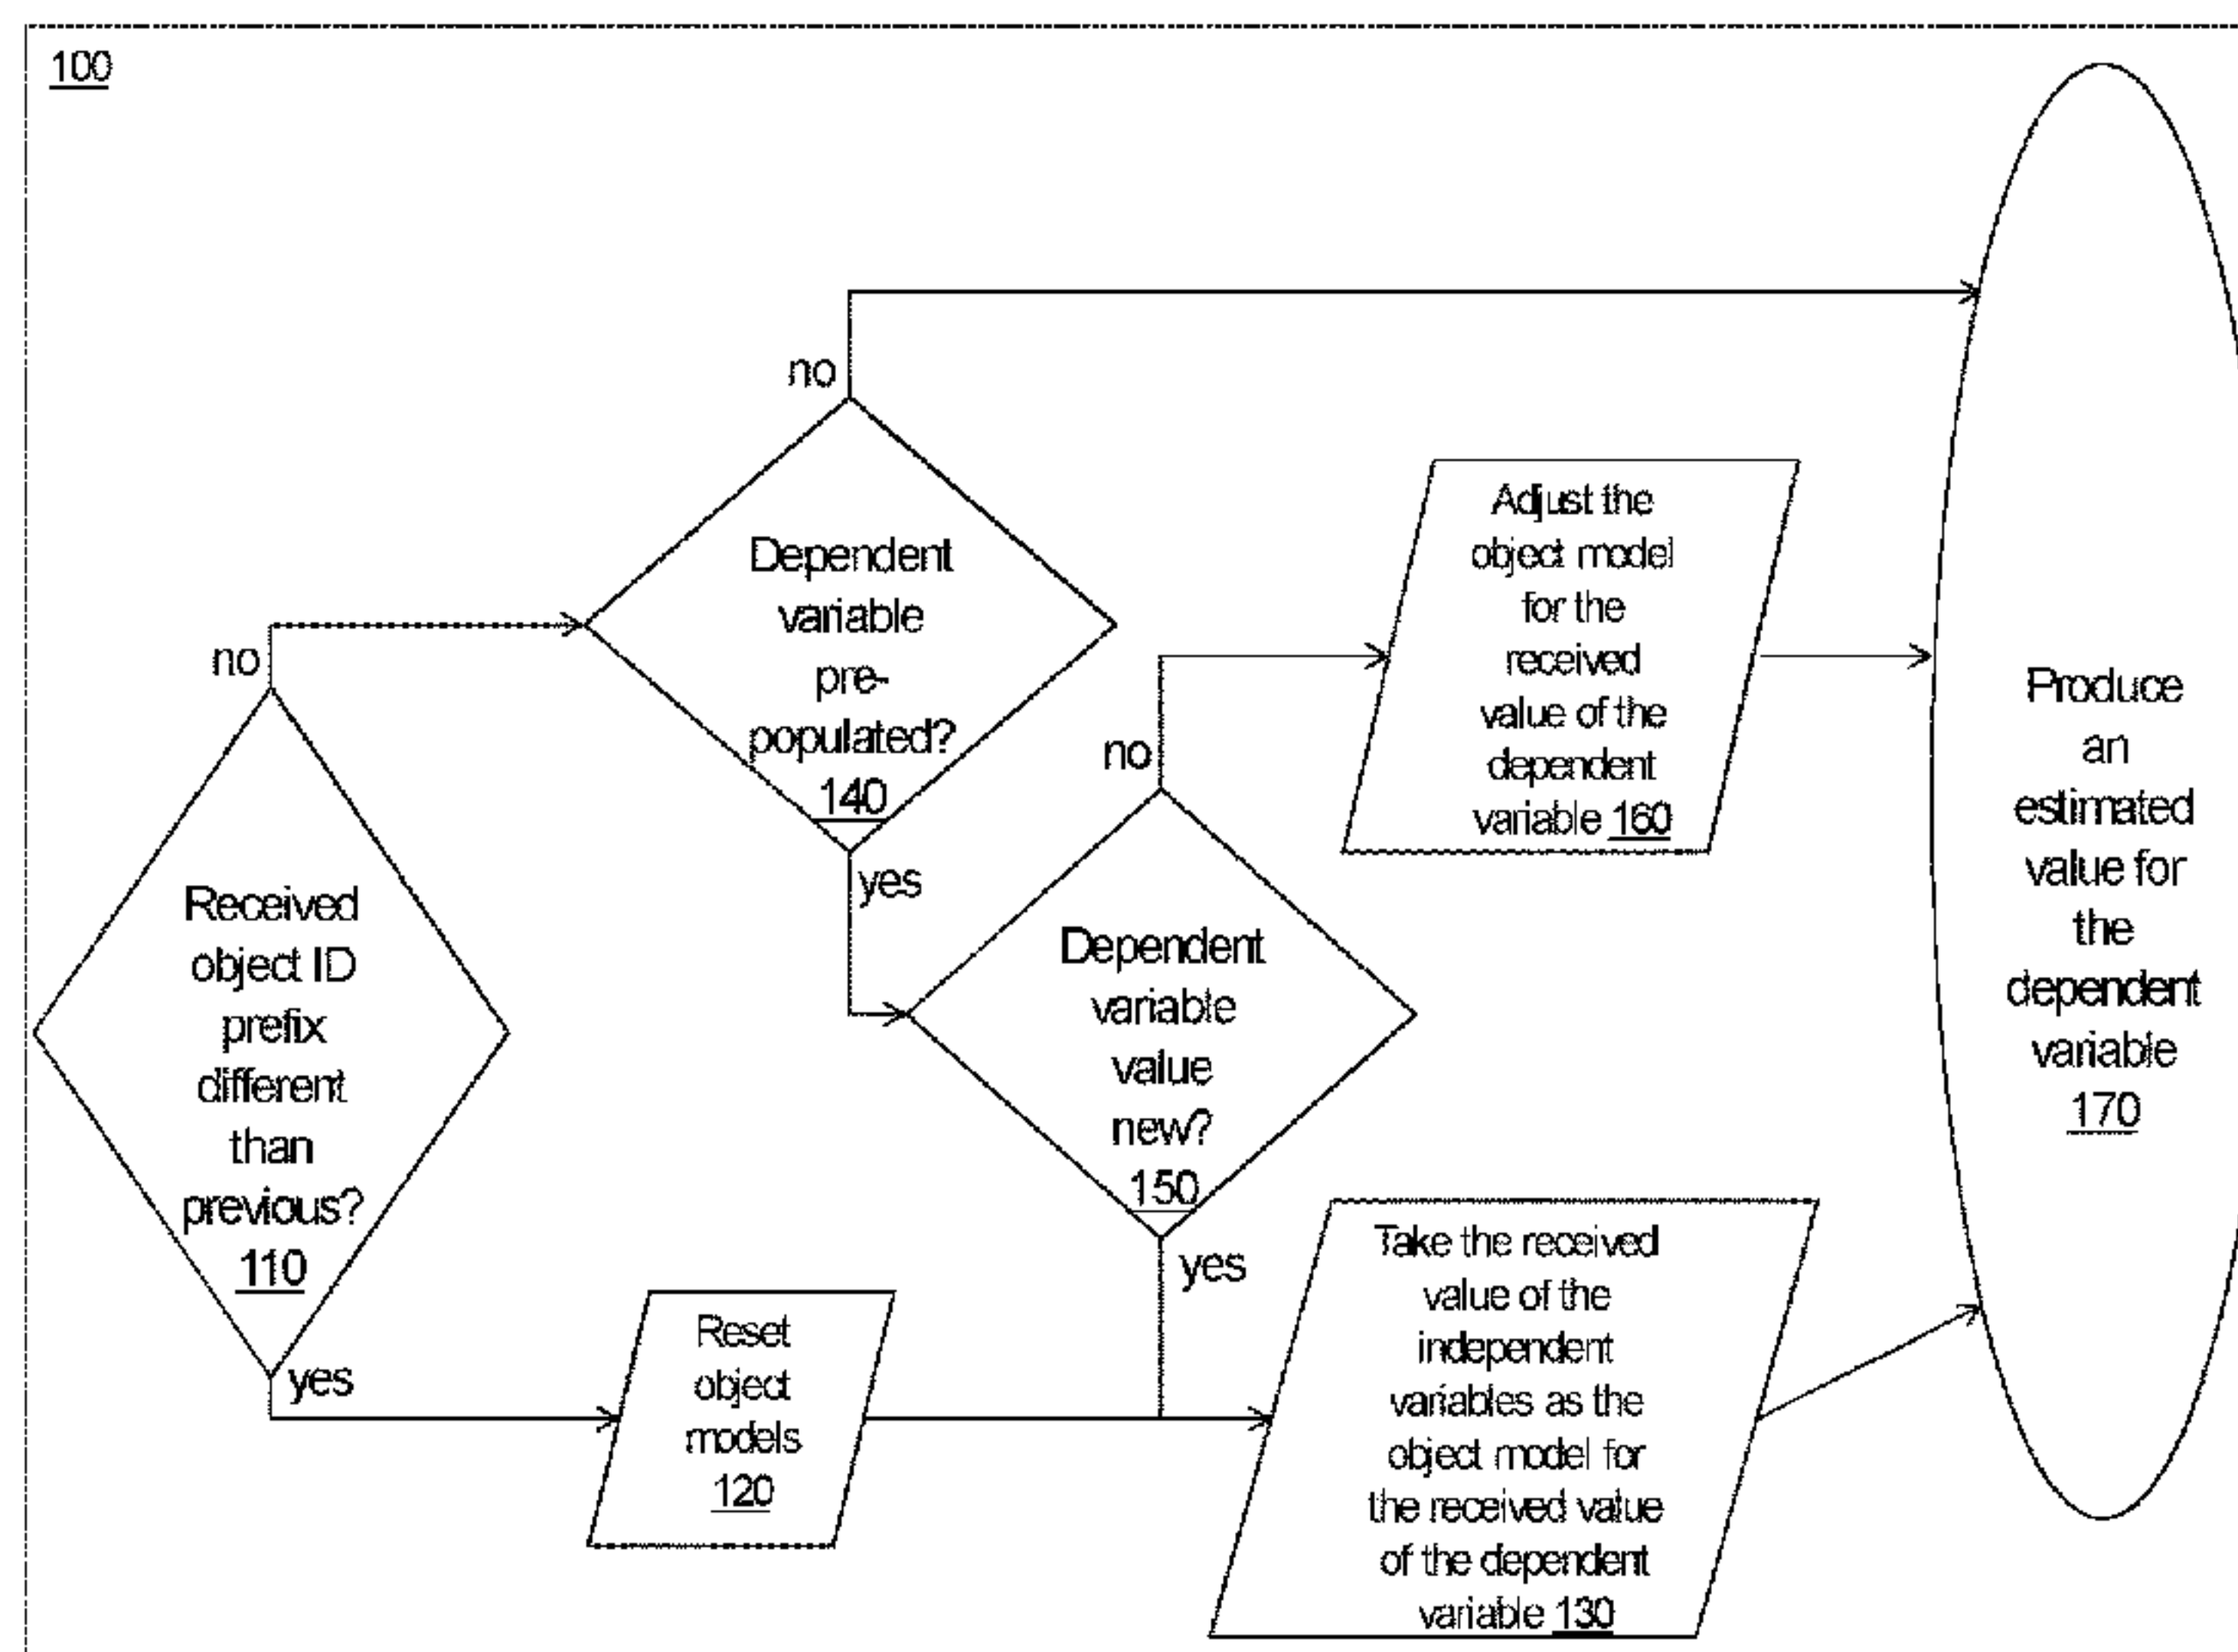 100
no
Dependent
variable
pre-
populated?
140
yes
no
Received
object ID
prefix
different
than
previous?
110
yes
Reset
object
models
120
no
Dependent
variable
value
new?
150
yes
Adjust the
object model
for the
received
value of the
dependent
variable 160
Take the received
value of the
independent
variables as the
object model for
the received value
of the dependent
variable 130
Produce
an
estimated
value for
the
dependent
variable
170